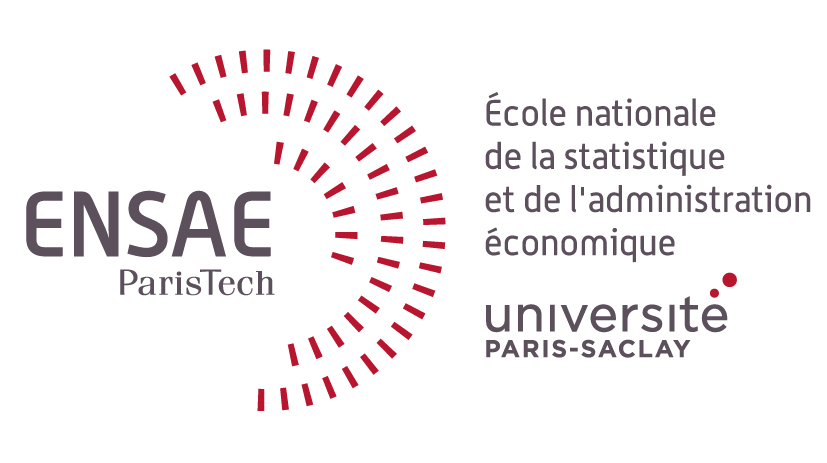 ENSAE
ParisTech
École nationale
de la statistique
et de l'administration
économique
université
PARIS-SACLAY